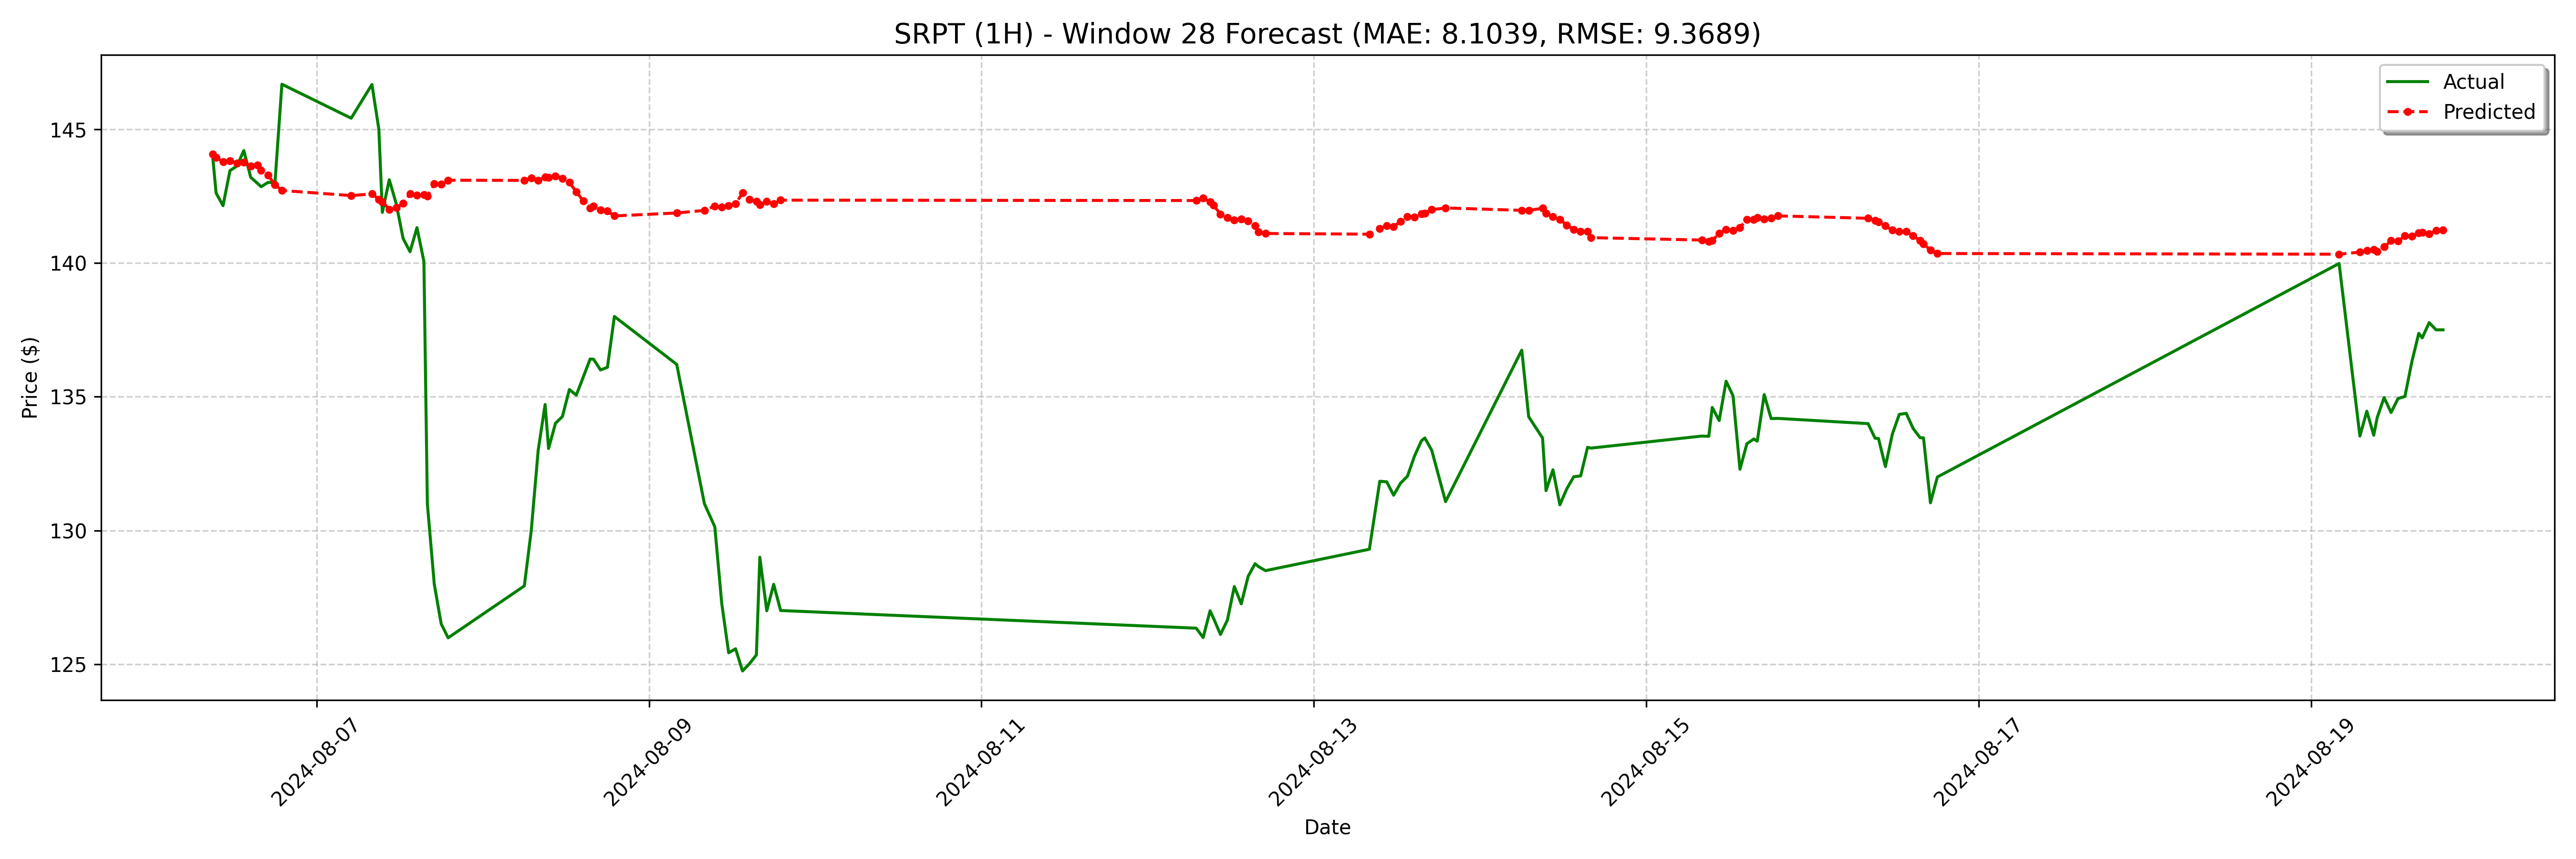 SRPT (1H) - Window 28 Forecast (MAE: 8.1039, RMSE: 9.3689)
Actual
Predicted
Price ($)
145
140
135
130
125
2024-08-07
2024-08-09
2024-08-11
2024-08-13
2024-08-15
2024-08-17
2024-08-19
Date